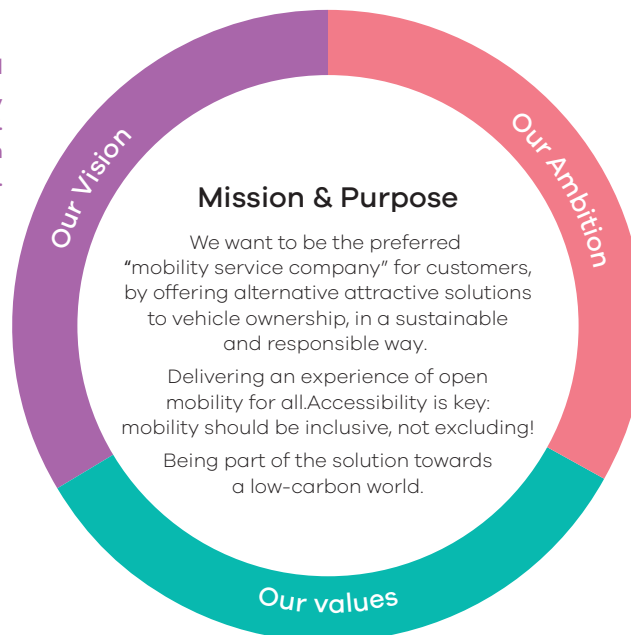 Our Vision
Our Ambition
Mission & Purpose
We want to be the preferred
“mobility service company” for customers,
by offering alternative attractive solutions
to vehicle ownership, in a sustainable
and responsible way.
Delivering an experience of open
mobility for all.Accessibility is key:
mobility should be inclusive, not excluding!
Being part of the solution towards
a low-carbon world.
Our values